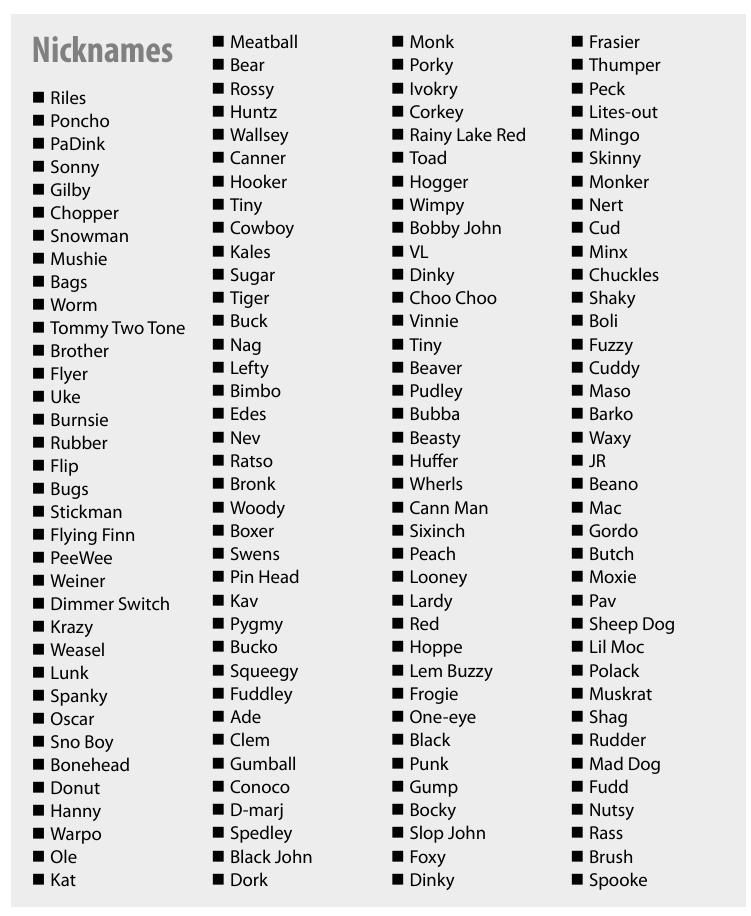 Nicknames
■ Riles
■ Poncho
■ PaDink
■ Sonny
■ Gilby
■ Chopper
■ Snowman
■ Mushie
■ Bags
■ Worm
■ Tommy Two Tone
■ Brother
■ Flyer
■ Uke
■ Burnsie
■ Rubber
■ Flip
■ Bugs
■ Stickman
■ Flying Finn
■ PeeWee
■ Weiner
■ Dimmer Switch
■ Krazy
■ Weasel
■ Lunk
■ Spanky
■ Oscar
■ Sno Boy
■ Bonehead
■ Donut
■ Hanny
■ Warpo
■ Ole
■ Kat
■ Meatball
■ Bear
■ Rossy
■ Huntz
■ Wallsey
■ Canner
■ Hooker
■ Tiny
■ Cowboy
■ Kales
■ Sugar
■ Tiger
■ Buck
■ Nag
■ Lefty
■ Bimbo
■ Edes
■ Nev
■ Ratso
■ Bronk
■ Woody
■ Boxer
■ Swens
■ Pin Head
■ Kav
■ Pygmy
■ Bucko
■ Squeegy
■ Fuddley
■ Ade
■ Clem
■ Gumball
■ Conoco
■ D-marj
■ Spedley
■ Black John
■ Dork
■ Monk
■ Porky
■ Ivokry
■ Corkey
■ Rainy Lake Red
■ Toad
■ Hogger
■ Wimpy
■ Bobby John
■ VL
■ Dinky
■ Choo Choo
■ Vinnie
■ Tiny
■ Beaver
■ Pudley
■ Bubba
■ Beasty
■ Huffer
■ Wherls
■ Cann Man
■ Sixinch
■ Peach
■ Looney
■ Lardy
■ Red
■ Hoppe
■ Lem Buzzy
■ Frogie
■ One-eye
■ Black
■ Punk
■ Gump
■ Bocky
■ Slop John
■ Foxy
■ Dinky
■ Frasier
■ Thumper
■ Peck
■ Lites-out
■ Mingo
■ Skinny
■ Monker
■ Nert
■ Cud
■ Minx
■ Chuckles
■ Shaky
■ Boli
■ Fuzzy
■ Cuddy
■ Maso
■ Barko
■ Waxy
■ JR
■ Beano
■ Mac
■ Gordo
■ Butch
■ Moxie
■ Pav
■ Sheep Dog
■ Lil Moc
■ Polack
■ Muskrat
■ Shag
■ Rudder
■ Mad Dog
■ Fudd
■ Nutsy
■ Rass
■ Brush
■ Spooke